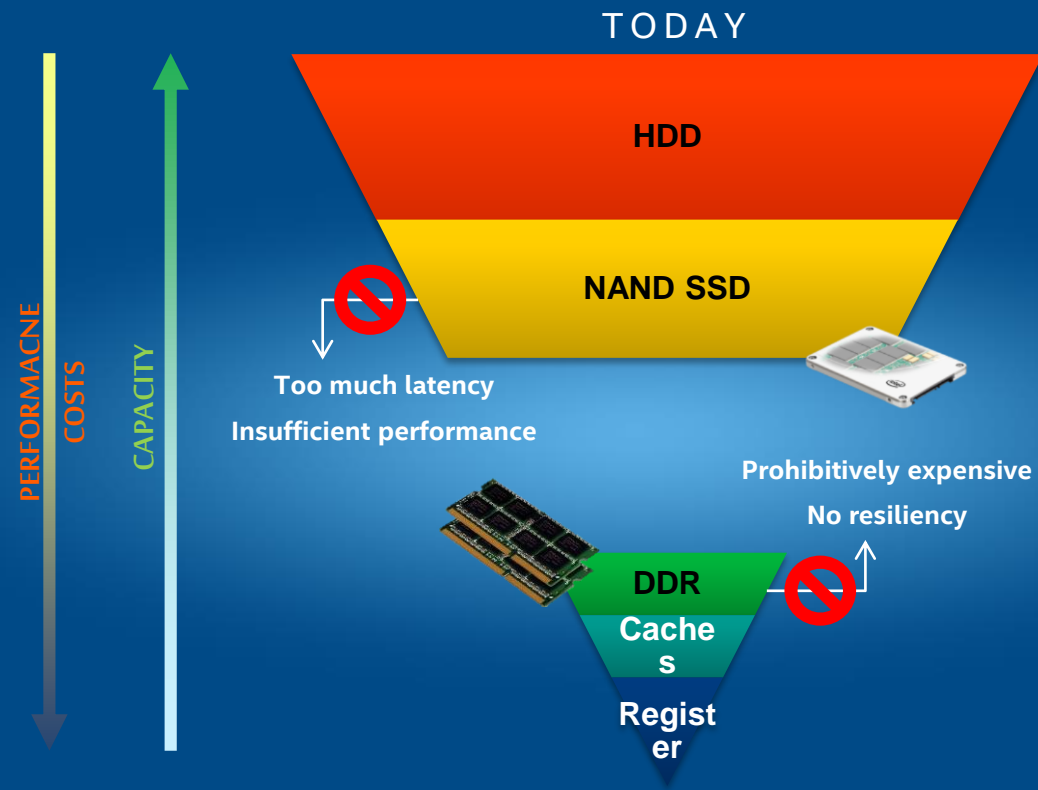 TODAY
HDD
NAND SSD
Too much latency
Insufficient performance
PERFORMACNE
COSTS
CAPACITY
Prohibitively expensive
No resiliency
DDR
Cache
s
Regist
er